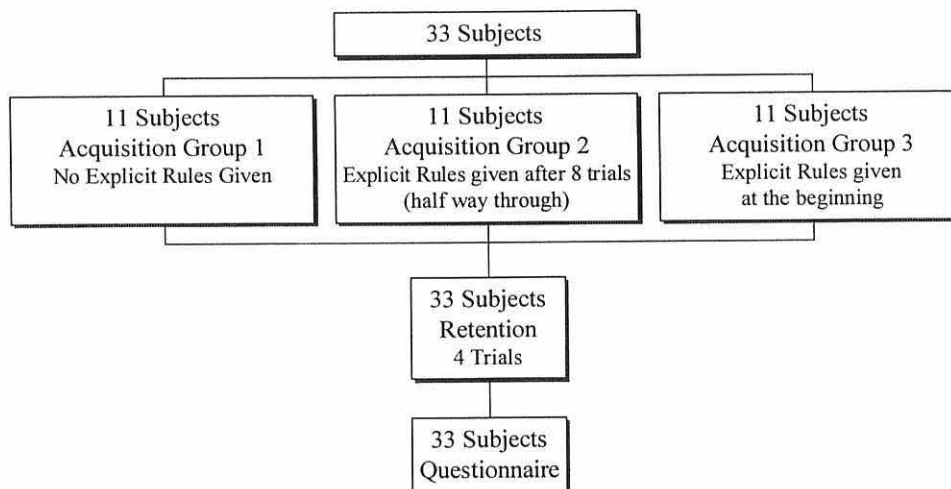 33 Subjects
11 Subjects
Acquisition Group 1
No Explicit Rules Given
11 Subjects
Acquisition Group 2
Explicit Rules given after 8 trials
(half way through)
11 Subjects
Acquisition Group 3
Explicit Rules given
at the beginning
33 Subjects
Retention
4 Trials
33 Subjects
Questionnaire